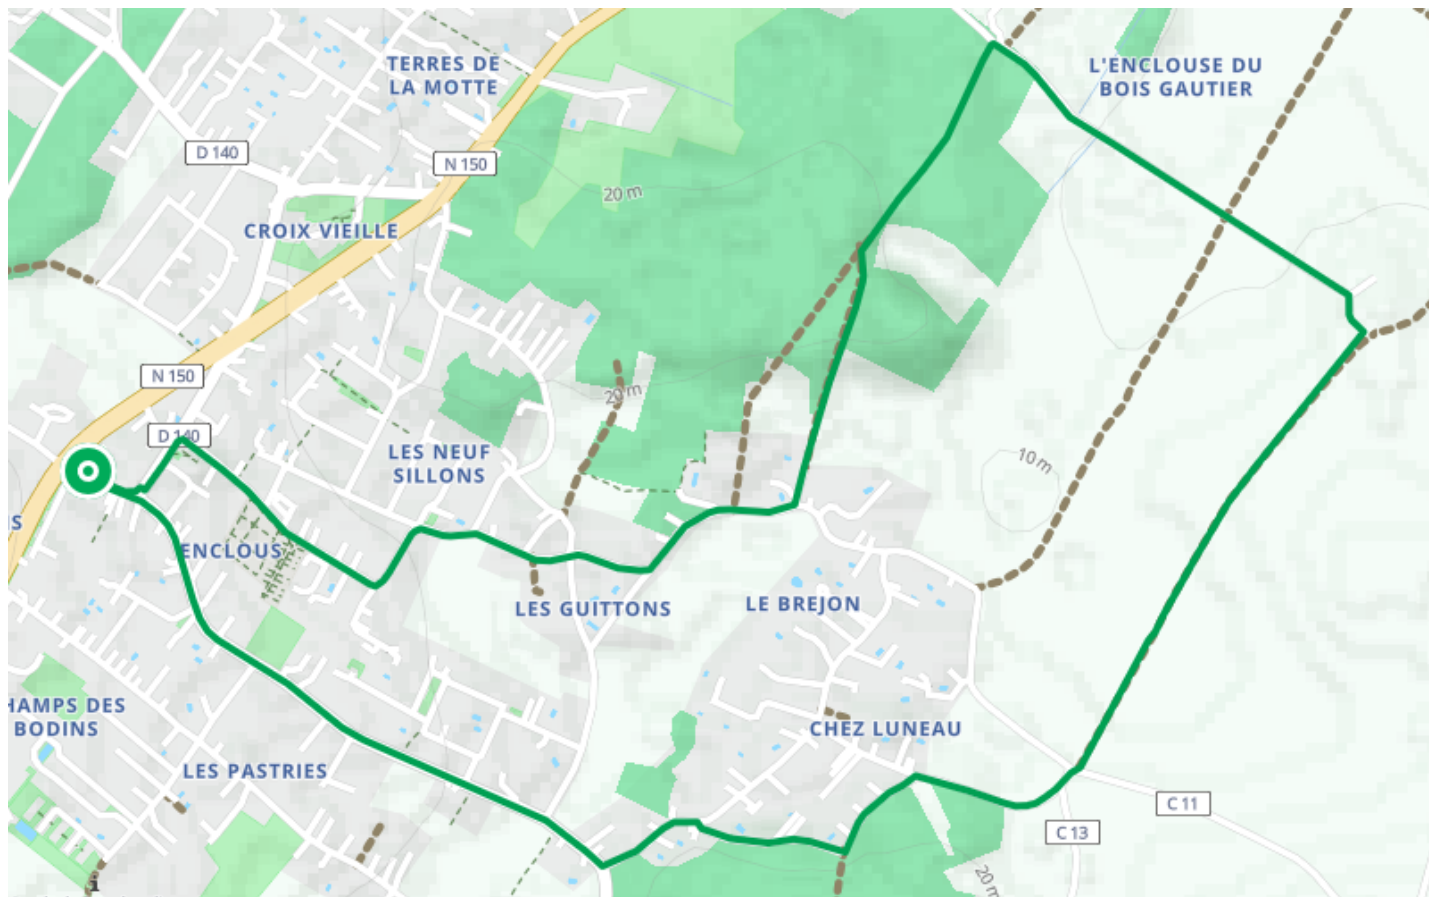 TERRES DE
LA MOTTE
L'ENCLOUSE DU
BOIS GAUTIER
D 140
N 150
20 m
CROIX VIEILLE
N 150
20 m
D 140
LES NEUF
SILLONS
10 m
S
ENCLOUS
LES GUITTONS
LE BREJON
HAMPS DES
BODINS
CHEZ LUNEAU
LES PASTRIES
C 11
C 13
20 m